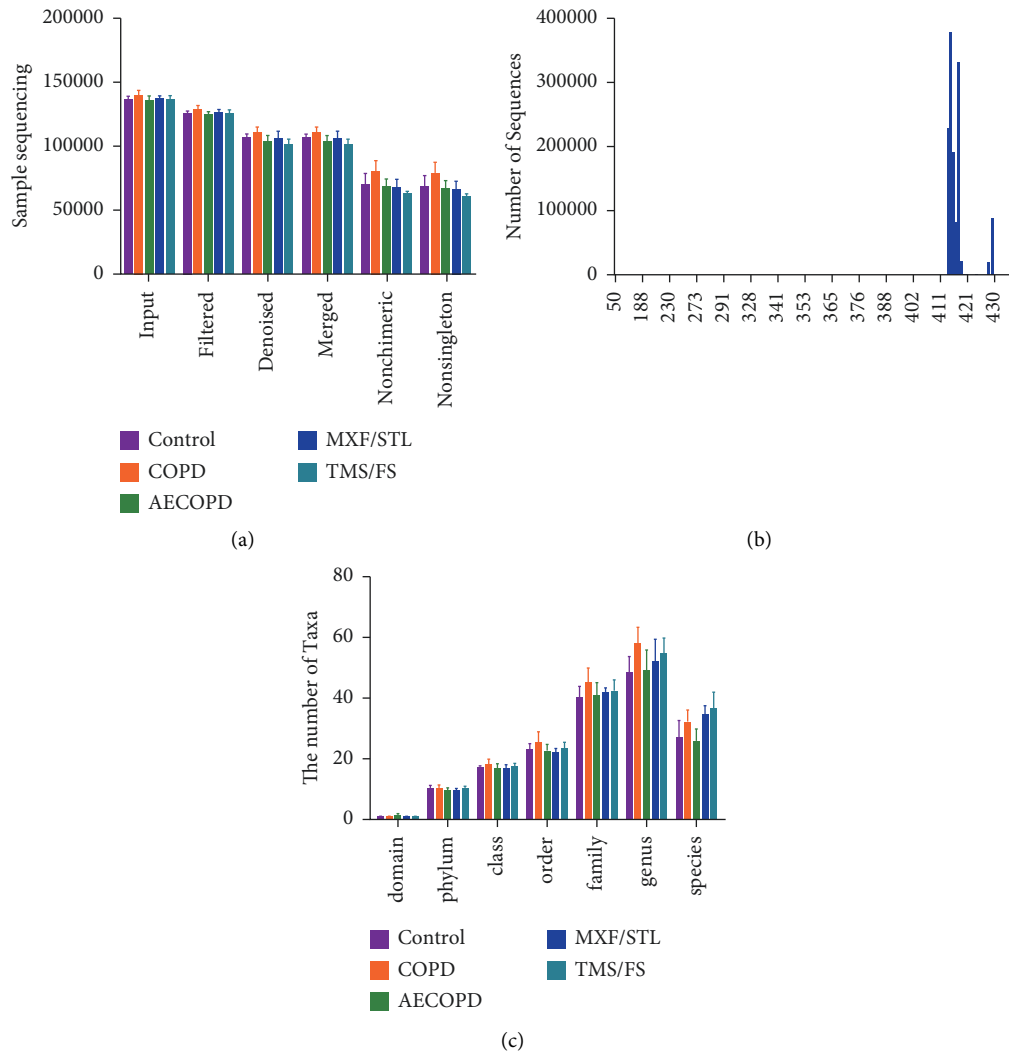 200000
150000
100000
50000
0
Sample sequencing
Input
Filtered
Denoised
Merged
Nonchimeric
Nonsingleton
Control
COPD
AECOPD
MXF/STL
TMS/FS
(a)
400000
300000
200000
100000
0
Number of Sequences
50
188
230
273
291
328
341
353
365
376
388
402
411
421
430
(b)
80
60
40
20
0
The number of Taxa
domain
phylum
class
order
family
genus
species
Control
COPD
AECOPD
MXF/STL
TMS/FS
(c)